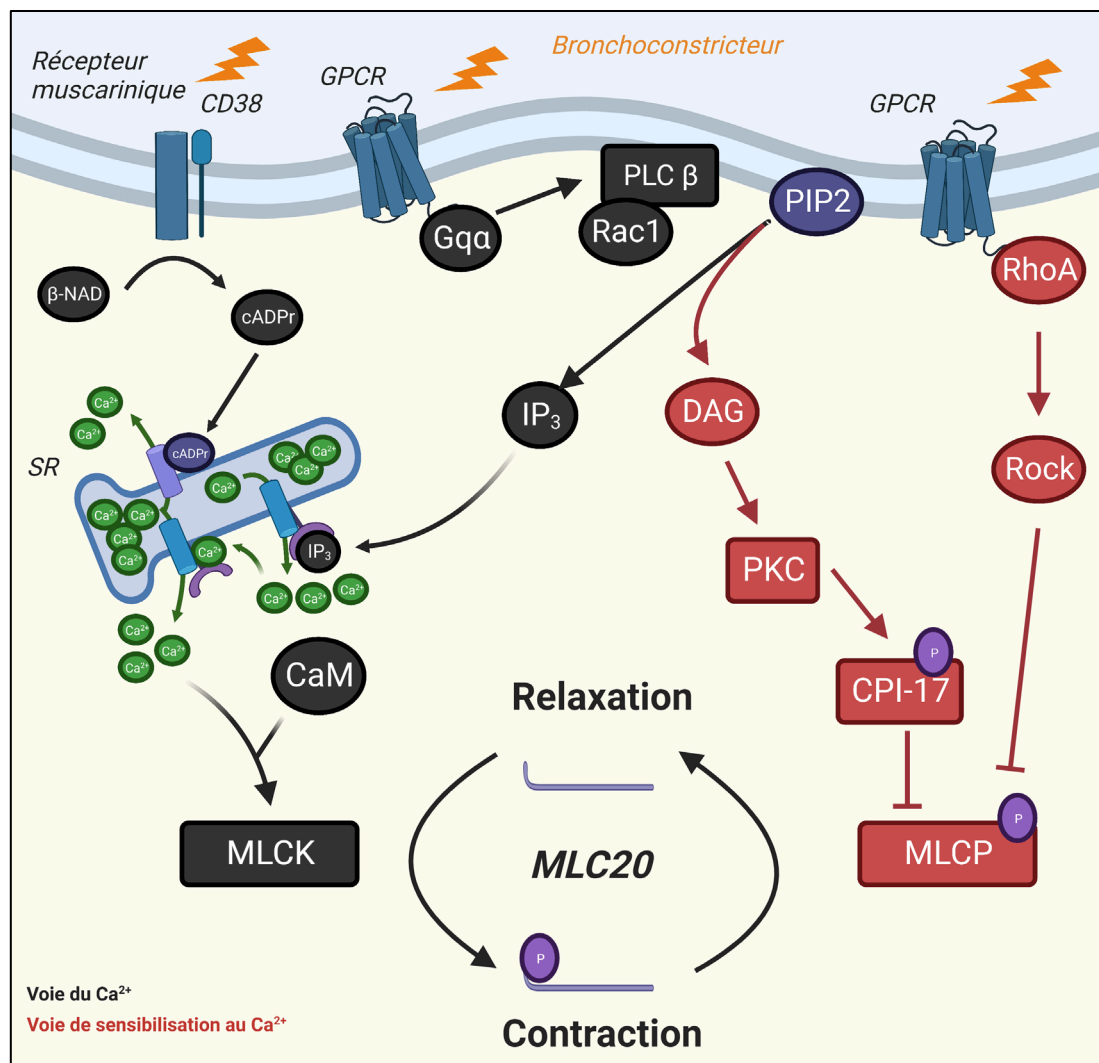 Bronchoconstricteur
Récepteur
muscarinique
CD38
GPCR
GPCR
PLC β
Rac1
PIP2
Gqα
RhoA
β-NAD
cADPr
IP₃
DAG
Rock
SR
cADPr
Ca²⁺
Ca²⁺
Ca²⁺
Ca²⁺
Ca²⁺
Ca²⁺
Ca²⁺
Ca²⁺
Ca²⁺
Ca²⁺
Ca²⁺
IP₃
Ca²⁺
Ca²⁺
Ca²⁺
Ca²⁺
Ca²⁺
Ca²⁺
PKC
P
CPI-17
CaM
Relaxation
MLCK
MLC20
P
MLCP
P
Contraction
Voie du Ca²⁺
Voie de sensibilisation au Ca²⁺